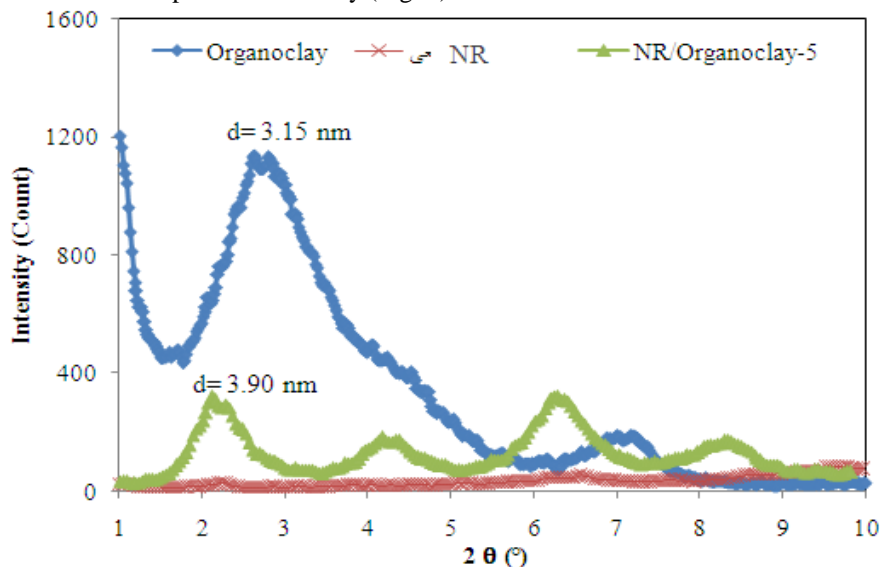 1600
Organoclay حى NR NR/Organoclay-5
d= 3.15 nm
1200
800
400
d= 3.90 nm
0
1 2 3 4 5 6 7 8 9 10
2 θ (°)
Intensity (Count)